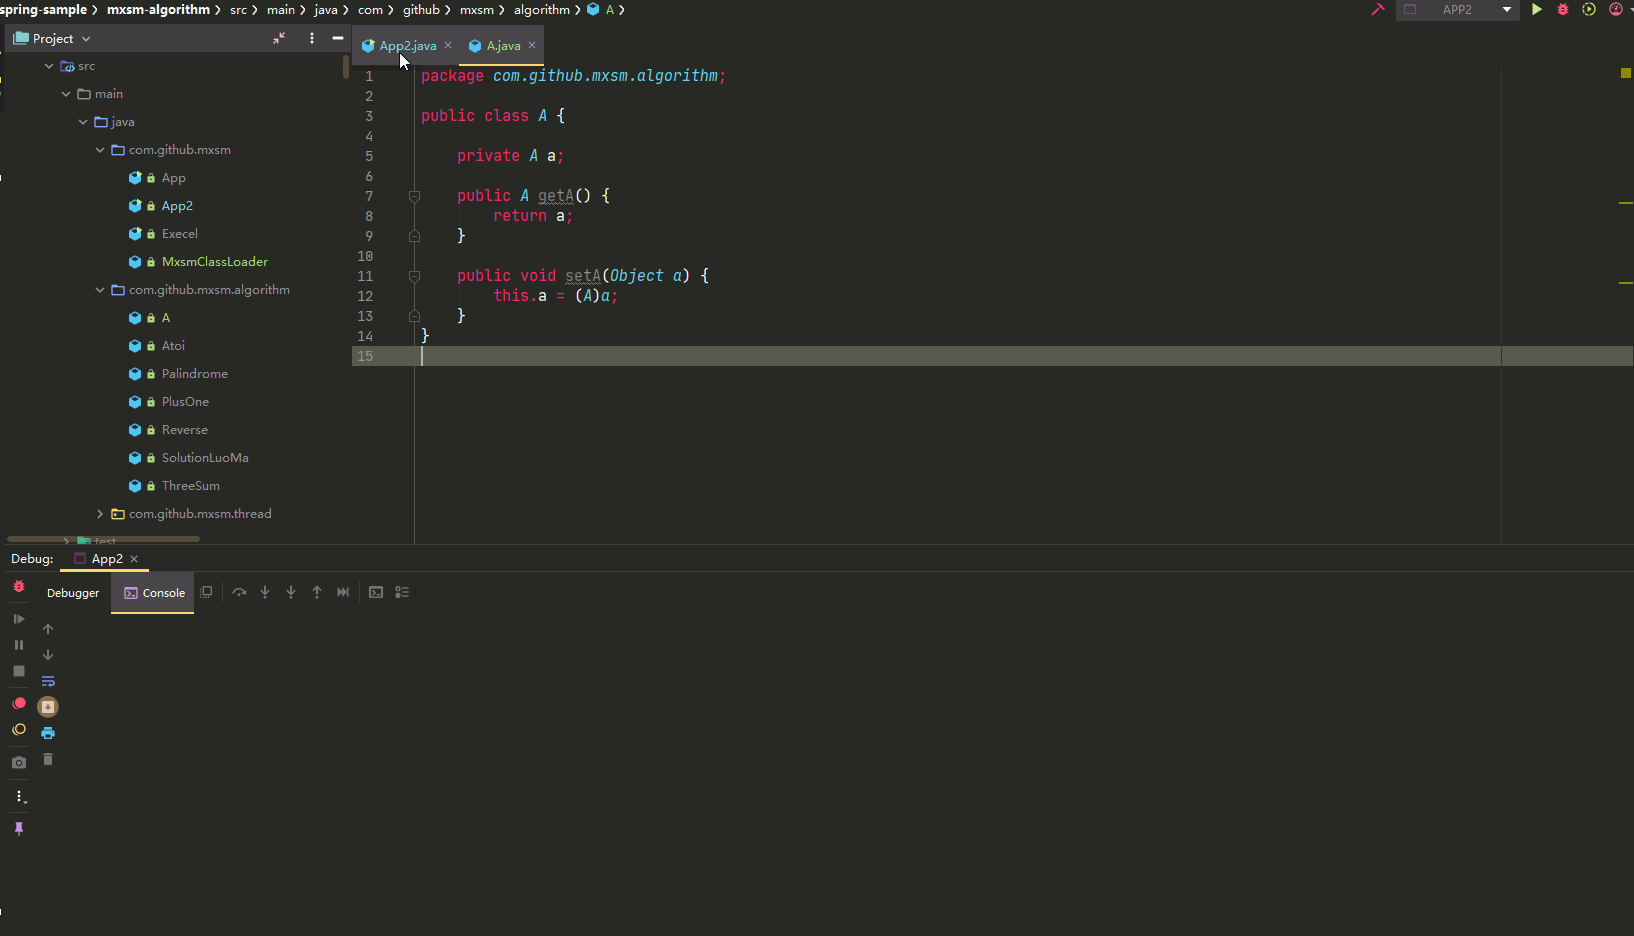 spring-sample > mxsm-algorithm > src > main > java > com > github > mxsm > algorithm > A >
APP2
Project
App2.java
A.java
src
main
java
com.github.mxsm
App
App2
Execel
MxsmClassLoader
com.github.mxsm.algorithm
A
Atoi
Palindrome
PlusOne
Reverse
SolutionLuoMa
ThreeSum
com.github.mxsm.thread
test
1 package com.github.mxsm.algorithm;
2
3 public class A {
4
5 private A a;
6
7 public A getA() {
8 return a;
9 }
10
11 public void setA(Object a) {
12 this.a = (A)a;
13 }
14 }
15
Debug: App2
Debugger Console